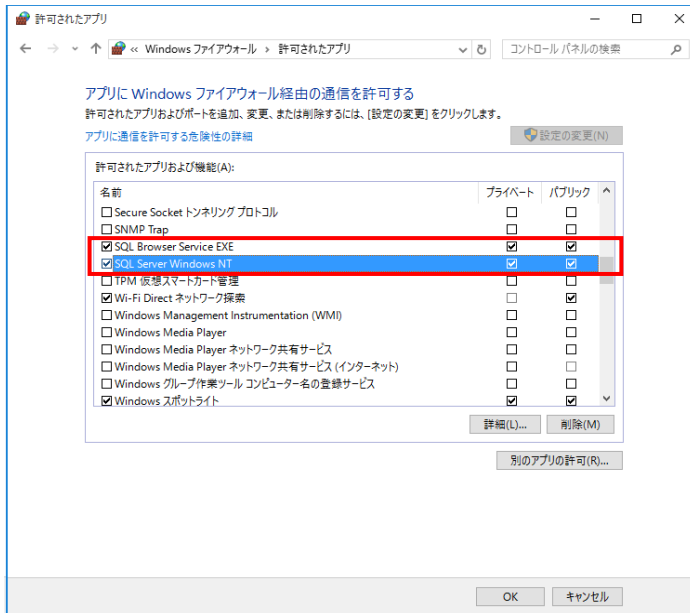 許可されたアプリ
« Windows ファイアウォール › 許可されたアプリ
コントロール パネルの検索
アプリに Windows ファイアウォール経由の通信を許可する
許可されたアプリおよびポートを追加、変更、または削除するには、[設定の変更] をクリックします。
アプリに通信を許可する危険性の詳細
設定の変更(N)
許可されたアプリおよび機能(A):
名前 プライベート パブリック
Secure Socket トンネリング プロトコル
SNMP Trap
SQL Browser Service EXE
SQL Server Windows NT
TPM 仮想スマートカード管理
Wi-Fi Direct ネットワーク探索
Windows Management Instrumentation (WMI)
Windows Media Player
Windows Media Player ネットワーク共有サービス
Windows Media Player ネットワーク共有サービス (インターネット)
Windows グループ作業ツール コンピューター名の登録サービス
Windows スポットライト
詳細(L)... 削除(M)
別のアプリの許可(R)...
OK キャンセル